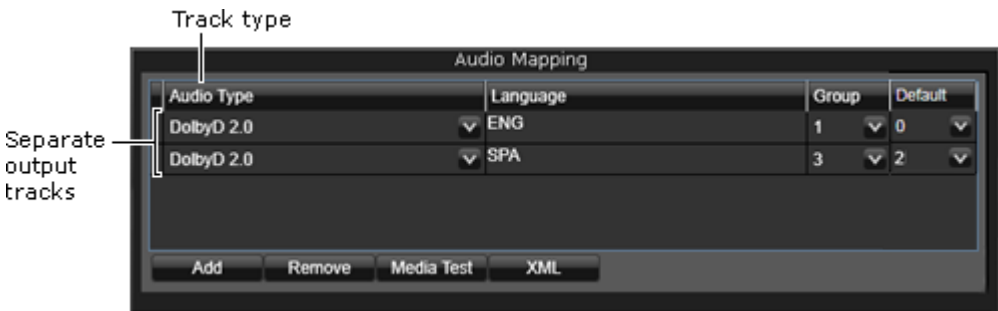 Track type
Audio Mapping
Audio Type Language Group Default
DolbyD 2.0 ENG 1 0
DolbyD 2.0 SPA 3 2
Separate
output
tracks
Add Remove Media Test XML